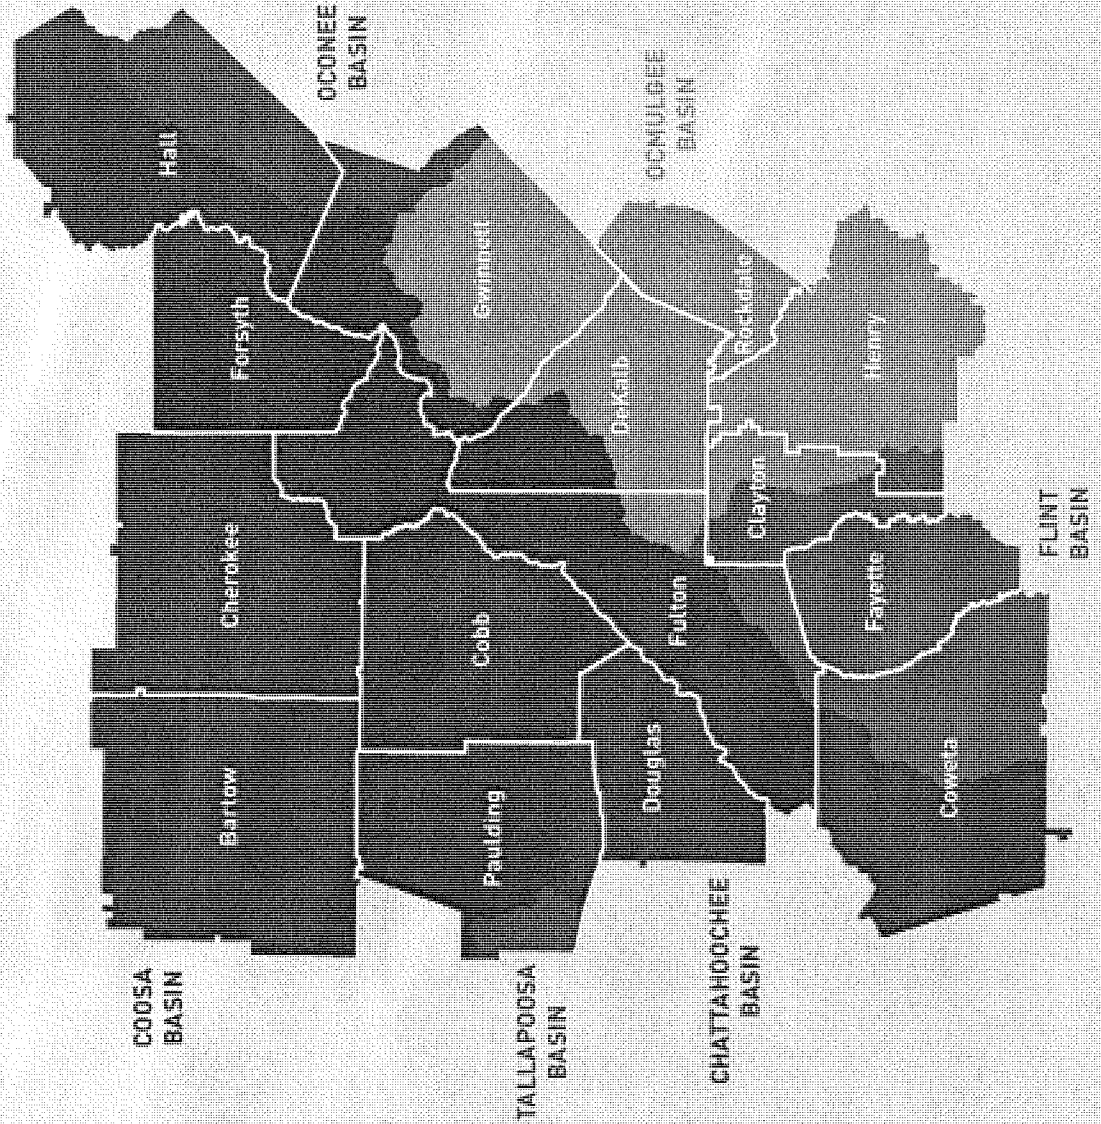 COOSA
BASIN
TALLAPOOSA
BASIN
CHATTAHOOCHEE
BASIN
FLINT
BASIN
OCMULGEE
BASIN
OCONEE
BASIN
Bartow
Cherokee
Forsyth
Hall
Paulding
Cobb
Gwinnett
Douglas
Fulton
DeKalb
Clayton
Rockdale
Coweta
Fayette
Henry